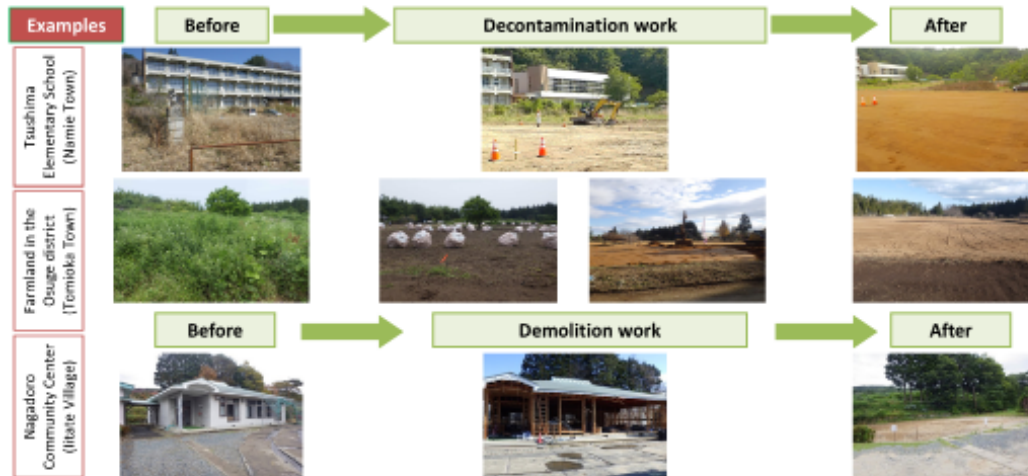 Examples
Before
Decontamination work
After
Tsushima
Elementary School
(Namie Town)
Farmland in the
Osuge district
(Tomioka Town)
Before
Demolition work
After
Nagadoro
Community Center
(Iitate Village)